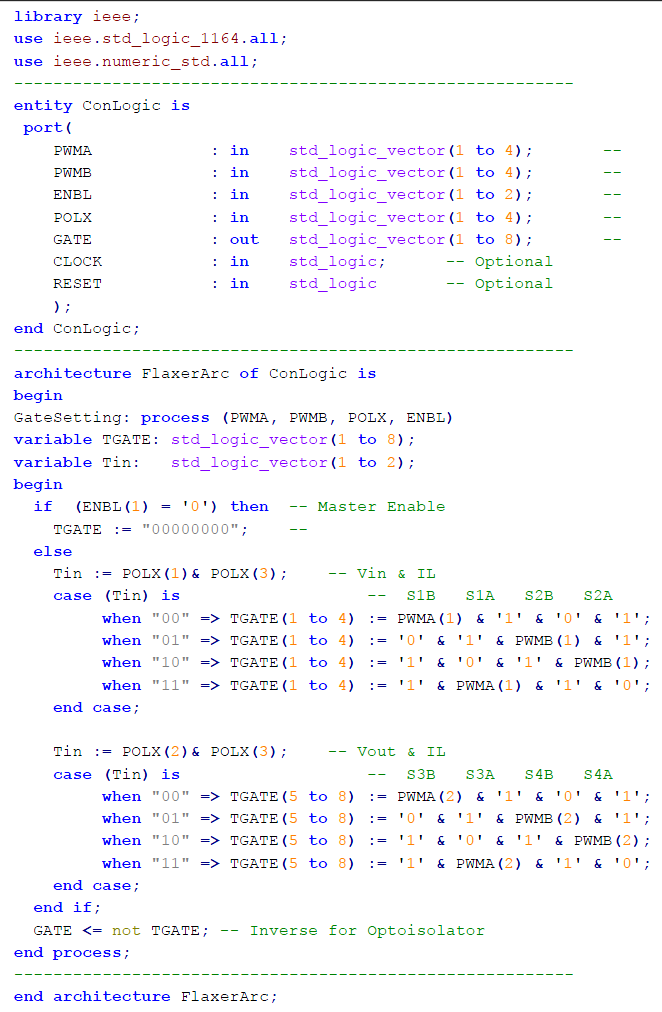 library ieee;
use ieee.std_logic_1164.all;
use ieee.numeric_std.all;
---------------------------------------------------------
entity ConLogic is
 port(
    PWMA            : in    std_logic_vector(1 to 4);       --
    PWMB            : in    std_logic_vector(1 to 4);       --
    ENBL            : in    std_logic_vector(1 to 2);       --
    POLX            : in    std_logic_vector(1 to 4);       --
    GATE            : out   std_logic_vector(1 to 8);       --
    CLOCK           : in    std_logic;      -- Optional
    RESET           : in    std_logic       -- Optional
    );
end ConLogic;
---------------------------------------------------------
architecture FlaxerArc of ConLogic is
begin
GateSetting: process (PWMA, PWMB, POLX, ENBL)
variable TGATE: std_logic_vector(1 to 8);
variable Tin:   std_logic_vector(1 to 2);
begin
  if  (ENBL(1) = '0') then  -- Master Enable
    TGATE := "00000000";    --
  else
    Tin := POLX(1)& POLX(3);    -- Vin & IL
    case (Tin) is                   --  S1B   S1A   S2B   S2A
         when "00" => TGATE(1 to 4) := PWMA(1) & '1' & '0' & '1';
         when "01" => TGATE(1 to 4) := '0' & '1' & PWMB(1) & '1';
         when "10" => TGATE(1 to 4) := '1' & '0' & '1' & PWMB(1);
         when "11" => TGATE(1 to 4) := '1' & PWMA(1) & '1' & '0';
    end case;

    Tin := POLX(2)& POLX(3);    -- Vout & IL
    case (Tin) is                   --  S3B   S3A   S4B   S4A
         when "00" => TGATE(5 to 8) := PWMA(2) & '1' & '0' & '1';
         when "01" => TGATE(5 to 8) := '0' & '1' & PWMB(2) & '1';
         when "10" => TGATE(5 to 8) := '1' & '0' & '1' & PWMB(2);
         when "11" => TGATE(5 to 8) := '1' & PWMA(2) & '1' & '0';
    end case;
  end if;
  GATE <= not TGATE; -- Inverse for Optoisolator
end process;
---------------------------------------------------------
end architecture FlaxerArc;